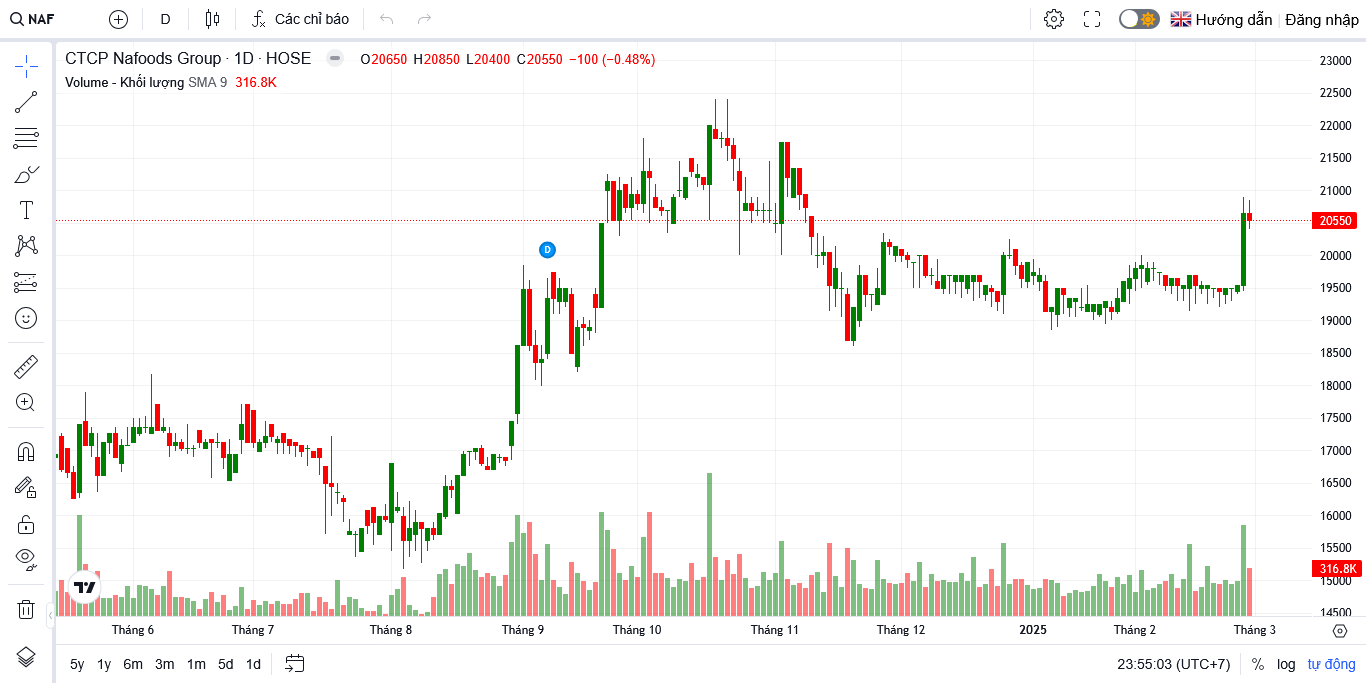 NAF D Các chỉ báo Hướng dẫn Đăng nhập
CTCP Nafoods Group · 1D · HOSE O20650 H20850 L20400 C20550 −100 (−0.48%)
Volume - Khối lượng SMA 9 316.8K
23000
22500
22000
21500
21000
20550
20000
19500
19000
18500
18000
17500
17000
16500
16000
15500
316.8K
15000
14500
D
Tháng 6 Tháng 7 Tháng 8 Tháng 9 Tháng 10 Tháng 11 Tháng 12 2025 Tháng 2 Tháng 3
5y 1y 6m 3m 1m 5d 1d 23:55:03 (UTC+7) % log tự động